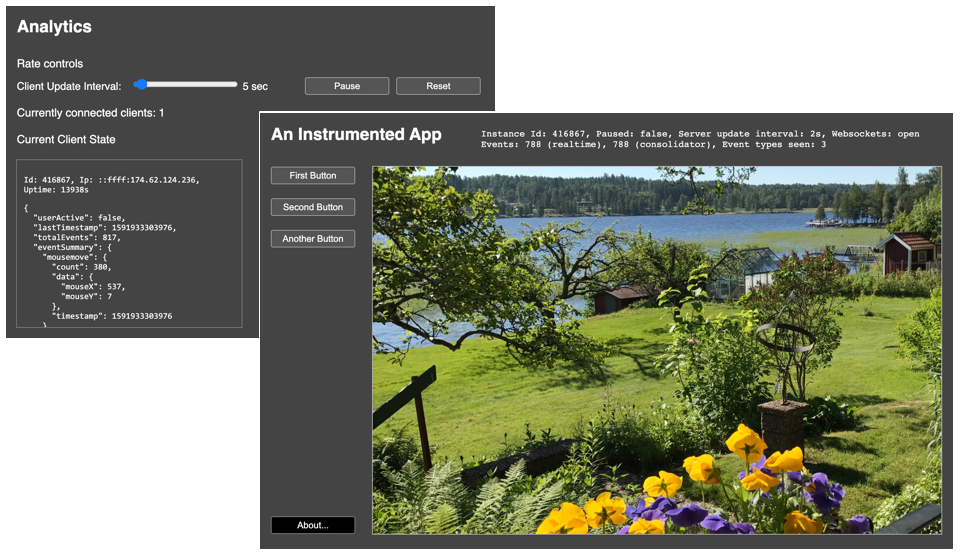 Analytics
Rate controls
Client Update Interval: 5 sec Pause Reset
Currently connected clients: 1
Current Client State
Id: 416867, Ip: ::ffff:174.62.124.236,
Uptime: 13938s
{
"userActive": false,
"lastTimestamp": 1591933303976,
"totalEvents": 817,
"eventSummary": {
"mousemove": {
"count": 380,
"data": {
"mouseX": 537,
"mouseY": 7
},
"timestamp": 1591933303976
}
An Instrumented App
Instance Id: 416867, Paused: false, Server update interval: 2s, Websockets: open
Events: 788 (realtime), 788 (consolidator), Event types seen: 3
First Button
Second Button
Another Button
About...